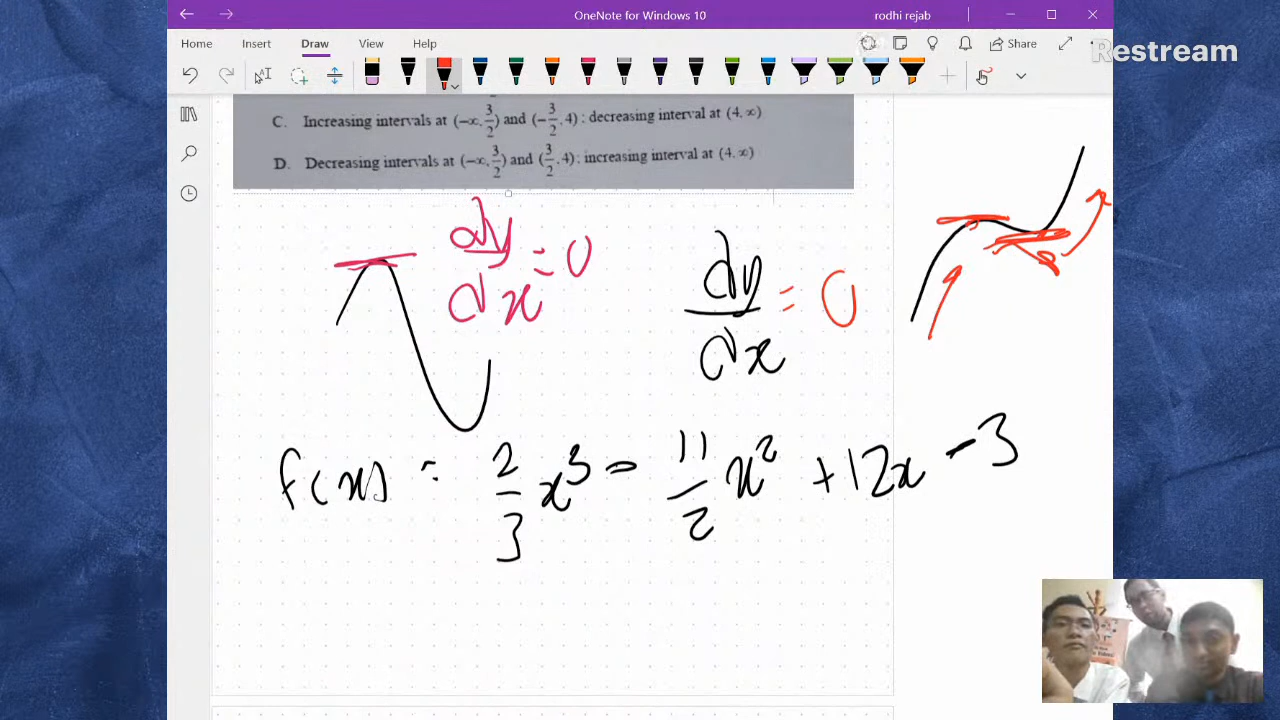 OneNote for Windows 10
rodhi rejab
Home Insert Draw View Help
Share
Restream
C. Increasing intervals at (−∞, 3/2) and (−3/2, 4) : decreasing interval at (4, ∞)
D. Decreasing intervals at (−∞, 3/2) and (3/2, 4) : increasing interval at (4, ∞)
dy/dx = 0
dy/dx = 0
f(x) = 2/3 x³ − 11/2 x² + 12x − 3